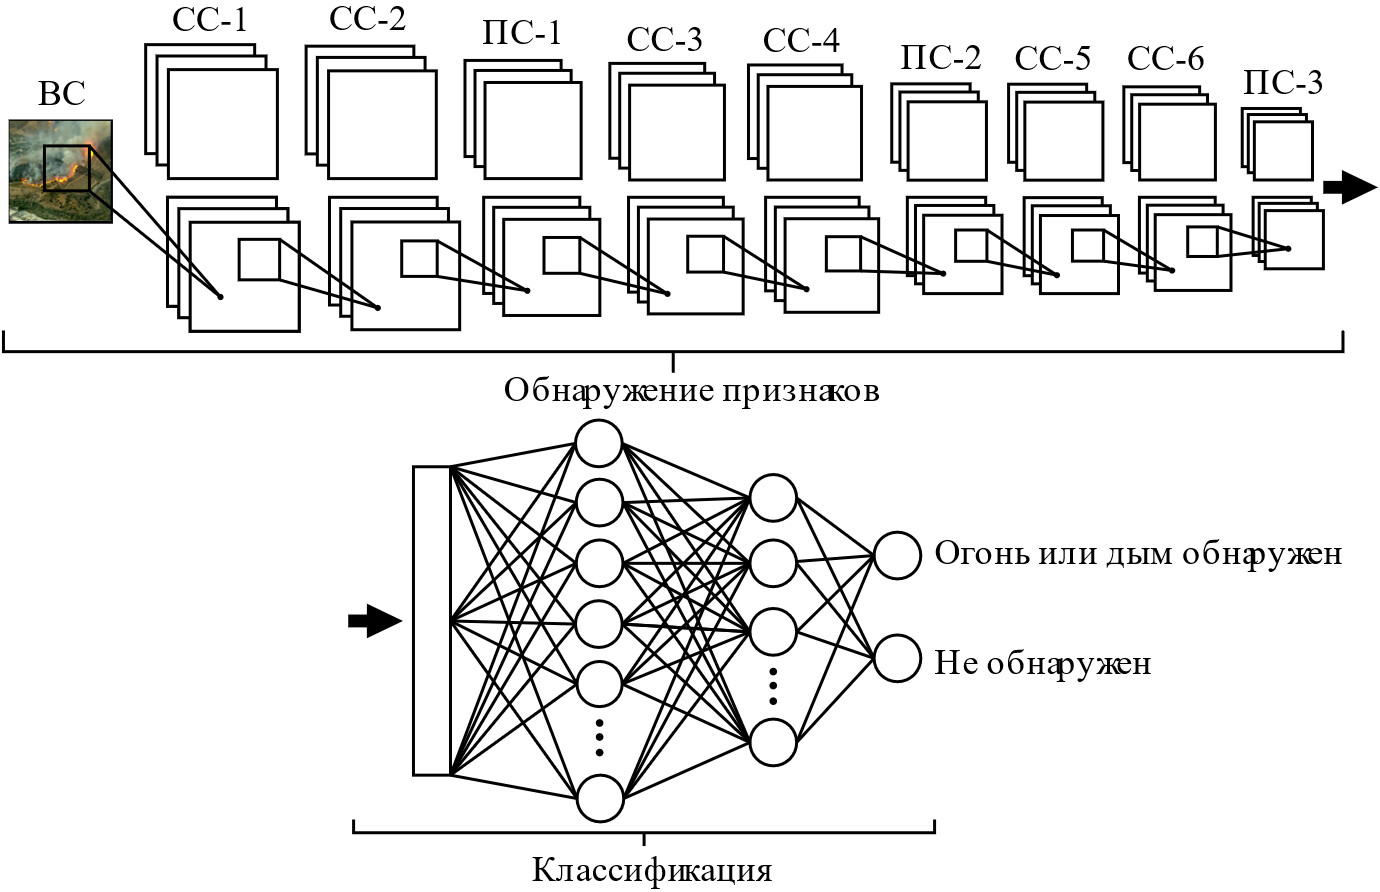 ВС
СС-1
СС-2
ПС-1
СС-3
СС-4
ПС-2
СС-5
СС-6
ПС-3
Обнаружение признаков
Огонь или дым обнаружен
Не обнаружен
Классификация